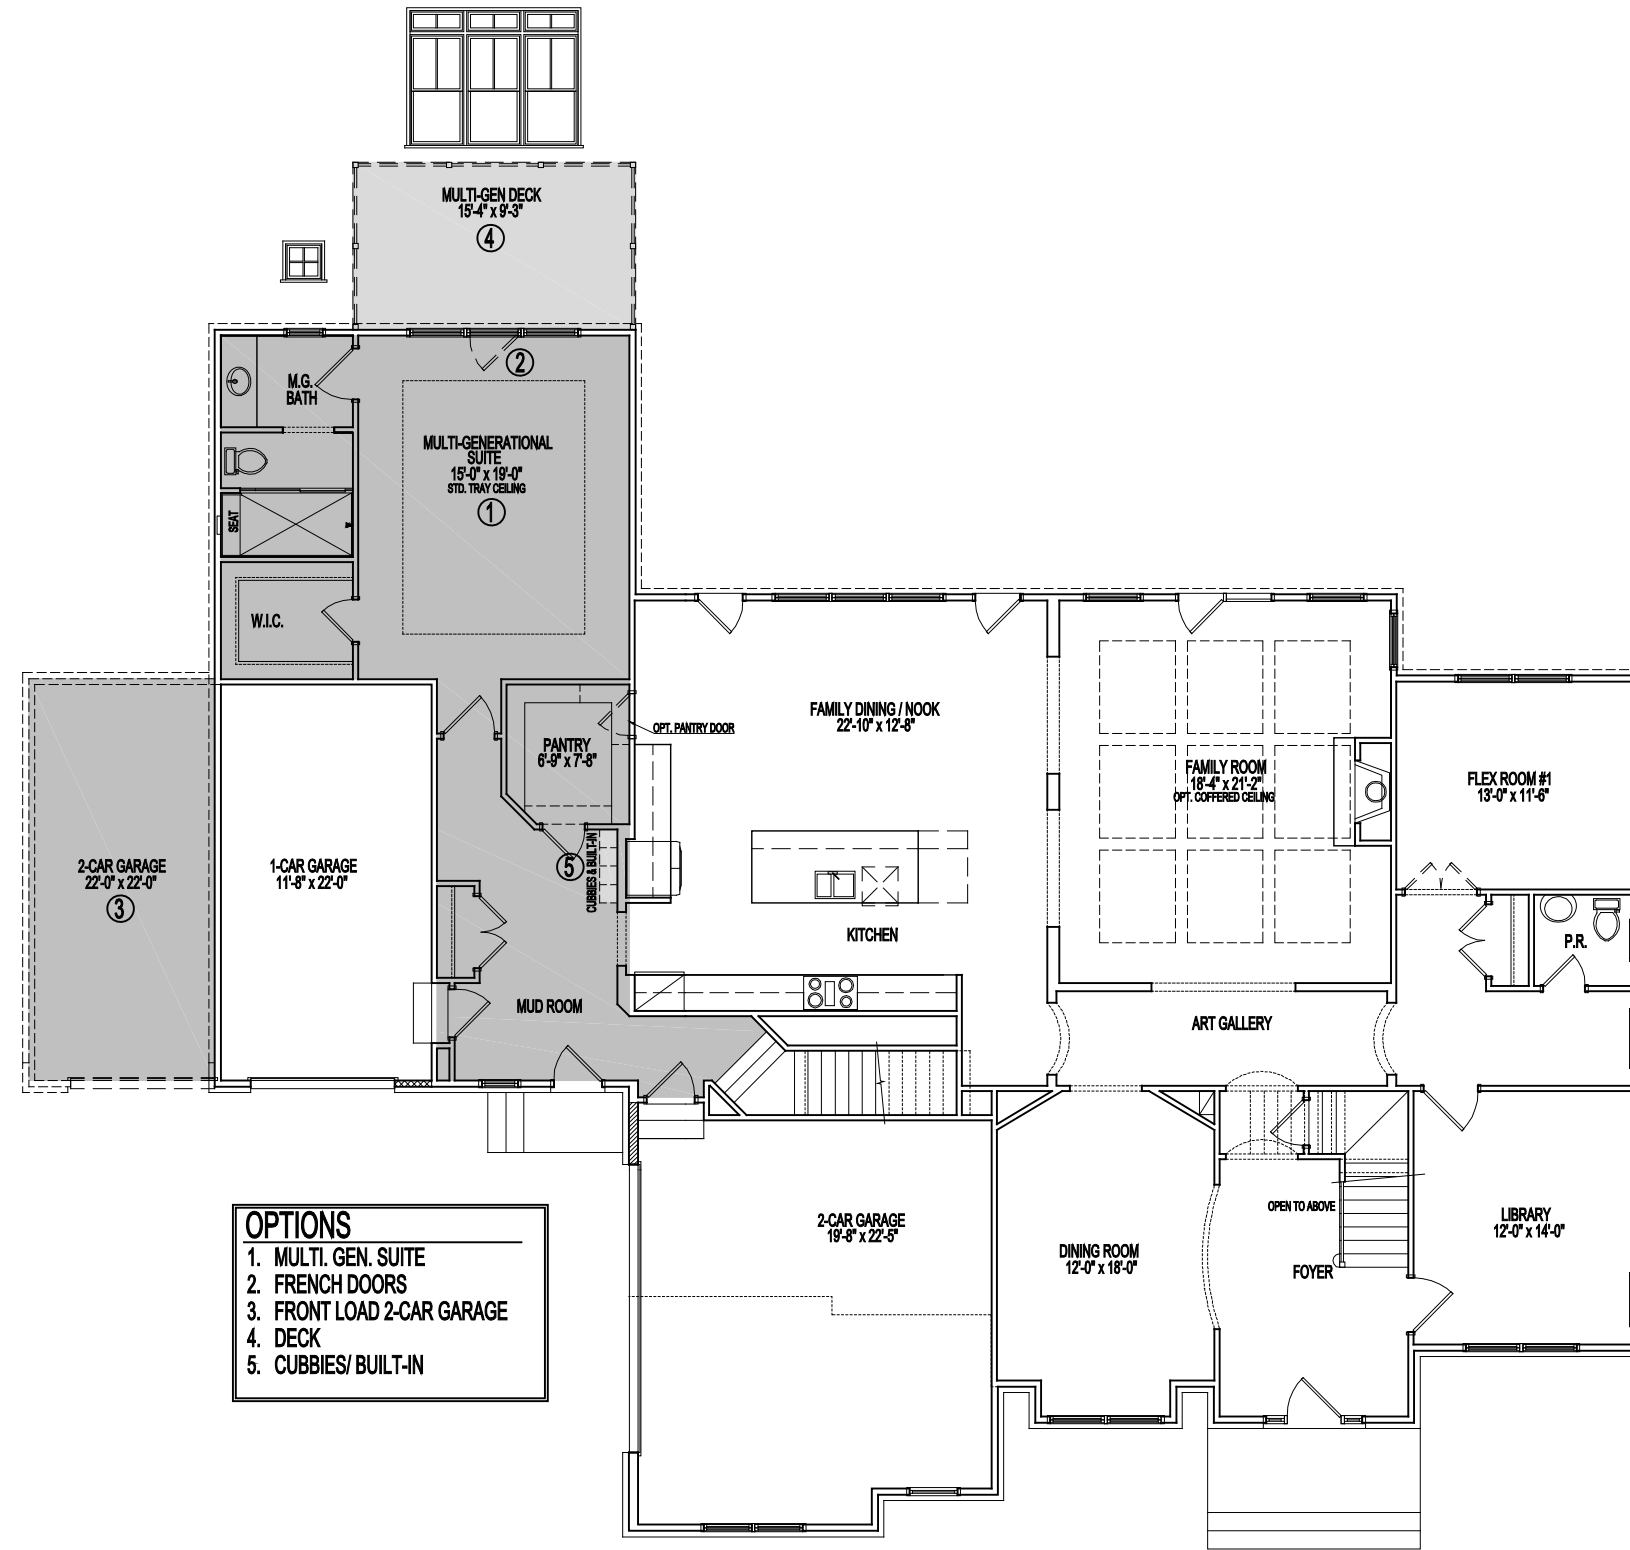 MULTI-GEN DECK
15'-4" x 9'-3"
4
2
M.G.
BATH
MULTI-GENERATIONAL
SUITE
15'-0" x 19'-0"
STD. TRAY CEILING
1
SEAT
W.I.C.
FAMILY DINING / NOOK
22'-10" x 12'-8"
OPT. PANTRY DOOR
PANTRY
6'-9" x 7'-8"
FAMILY ROOM
18'-4" x 21'-2"
OPT. COFFERED CEILING
FLEX ROOM #1
13'-0" x 11'-6"
2-CAR GARAGE
22'-0" x 22'-0"
3
1-CAR GARAGE
11'-8" x 22'-0"
5
CUBBIES & BUILT-IN
KITCHEN
P.R.
MUD ROOM
ART GALLERY
2-CAR GARAGE
19'-8" x 22'-5"
DINING ROOM
12'-0" x 18'-0"
OPEN TO ABOVE
FOYER
LIBRARY
12'-0" x 14'-0"
OPTIONS
1. MULTI. GEN. SUITE
2. FRENCH DOORS
3. FRONT LOAD 2-CAR GARAGE
4. DECK
5. CUBBIES/ BUILT-IN